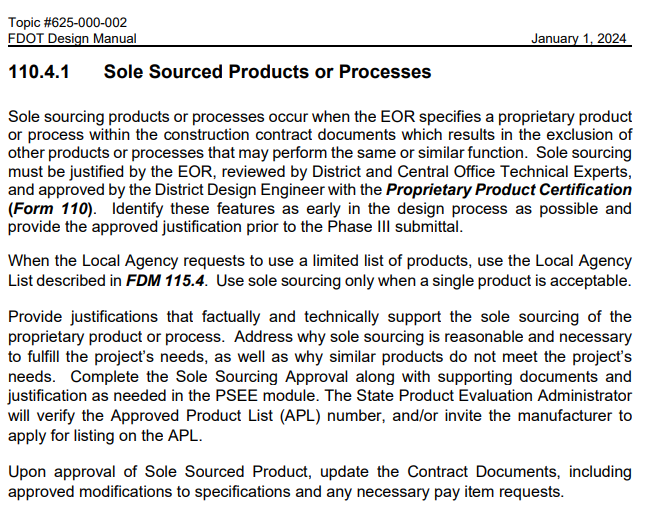 Topic #625-000-002
FDOT Design Manual January 1, 2024
110.4.1 Sole Sourced Products or Processes
Sole sourcing products or processes occur when the EOR specifies a proprietary product
or process within the construction contract documents which results in the exclusion of
other products or processes that may perform the same or similar function. Sole sourcing
must be justified by the EOR, reviewed by District and Central Office Technical Experts,
and approved by the District Design Engineer with the Proprietary Product Certification
(Form 110). Identify these features as early in the design process as possible and
provide the approved justification prior to the Phase III submittal.
When the Local Agency requests to use a limited list of products, use the Local Agency
List described in FDM 115.4. Use sole sourcing only when a single product is acceptable.
Provide justifications that factually and technically support the sole sourcing of the
proprietary product or process. Address why sole sourcing is reasonable and necessary
to fulfill the project's needs, as well as why similar products do not meet the project's
needs. Complete the Sole Sourcing Approval along with supporting documents and
justification as needed in the PSEE module. The State Product Evaluation Administrator
will verify the Approved Product List (APL) number, and/or invite the manufacturer to
apply for listing on the APL.
Upon approval of Sole Sourced Product, update the Contract Documents, including
approved modifications to specifications and any necessary pay item requests.